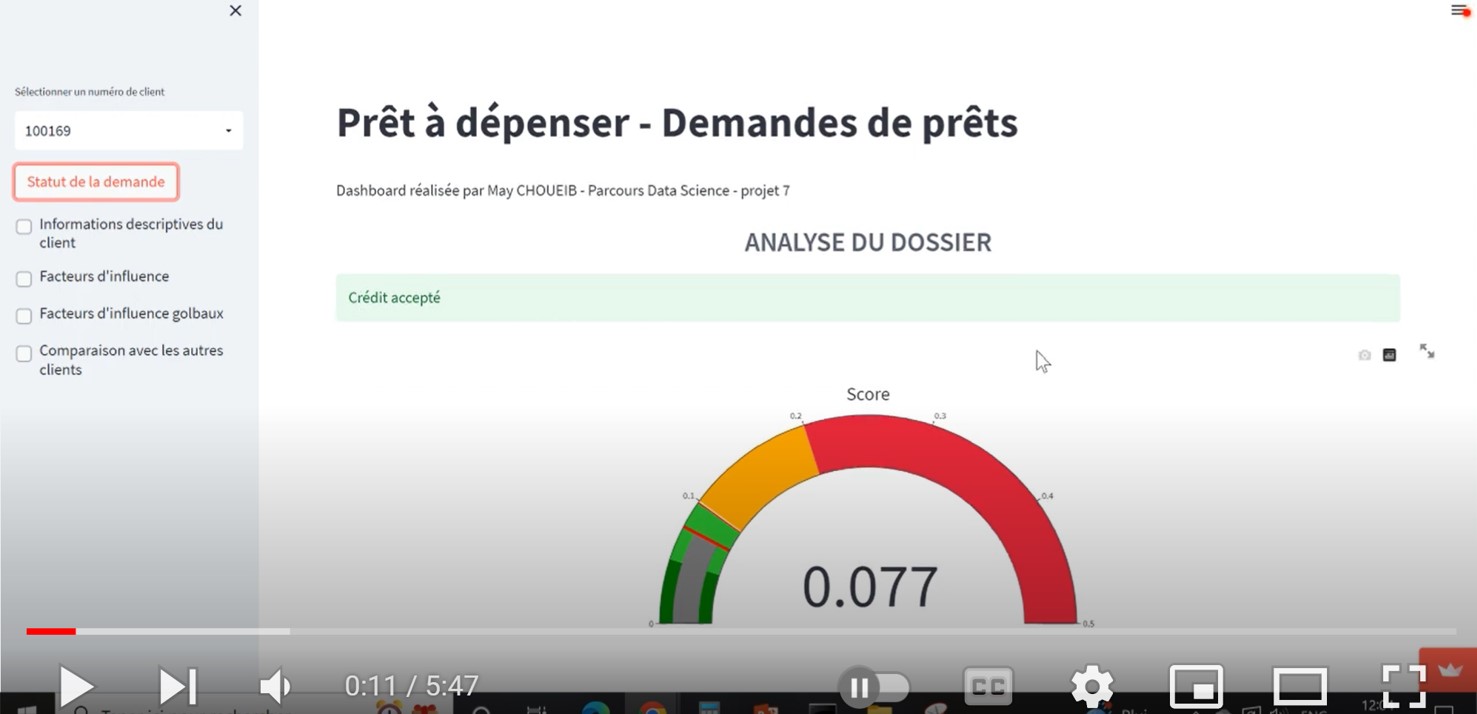 Sélectionner un numéro de client
100169
Statut de la demande
Informations descriptives du
client
Facteurs d'influence
Facteurs d'influence golbaux
Comparaison avec les autres
clients
Prêt à dépenser - Demandes de prêts
Dashboard réalisée par May CHOUEIB - Parcours Data Science - projet 7
ANALYSE DU DOSSIER
Crédit accepté
Score
0.2
0.3
0.1
0.4
0.077
0
0.5
0:11 / 5:47
CC